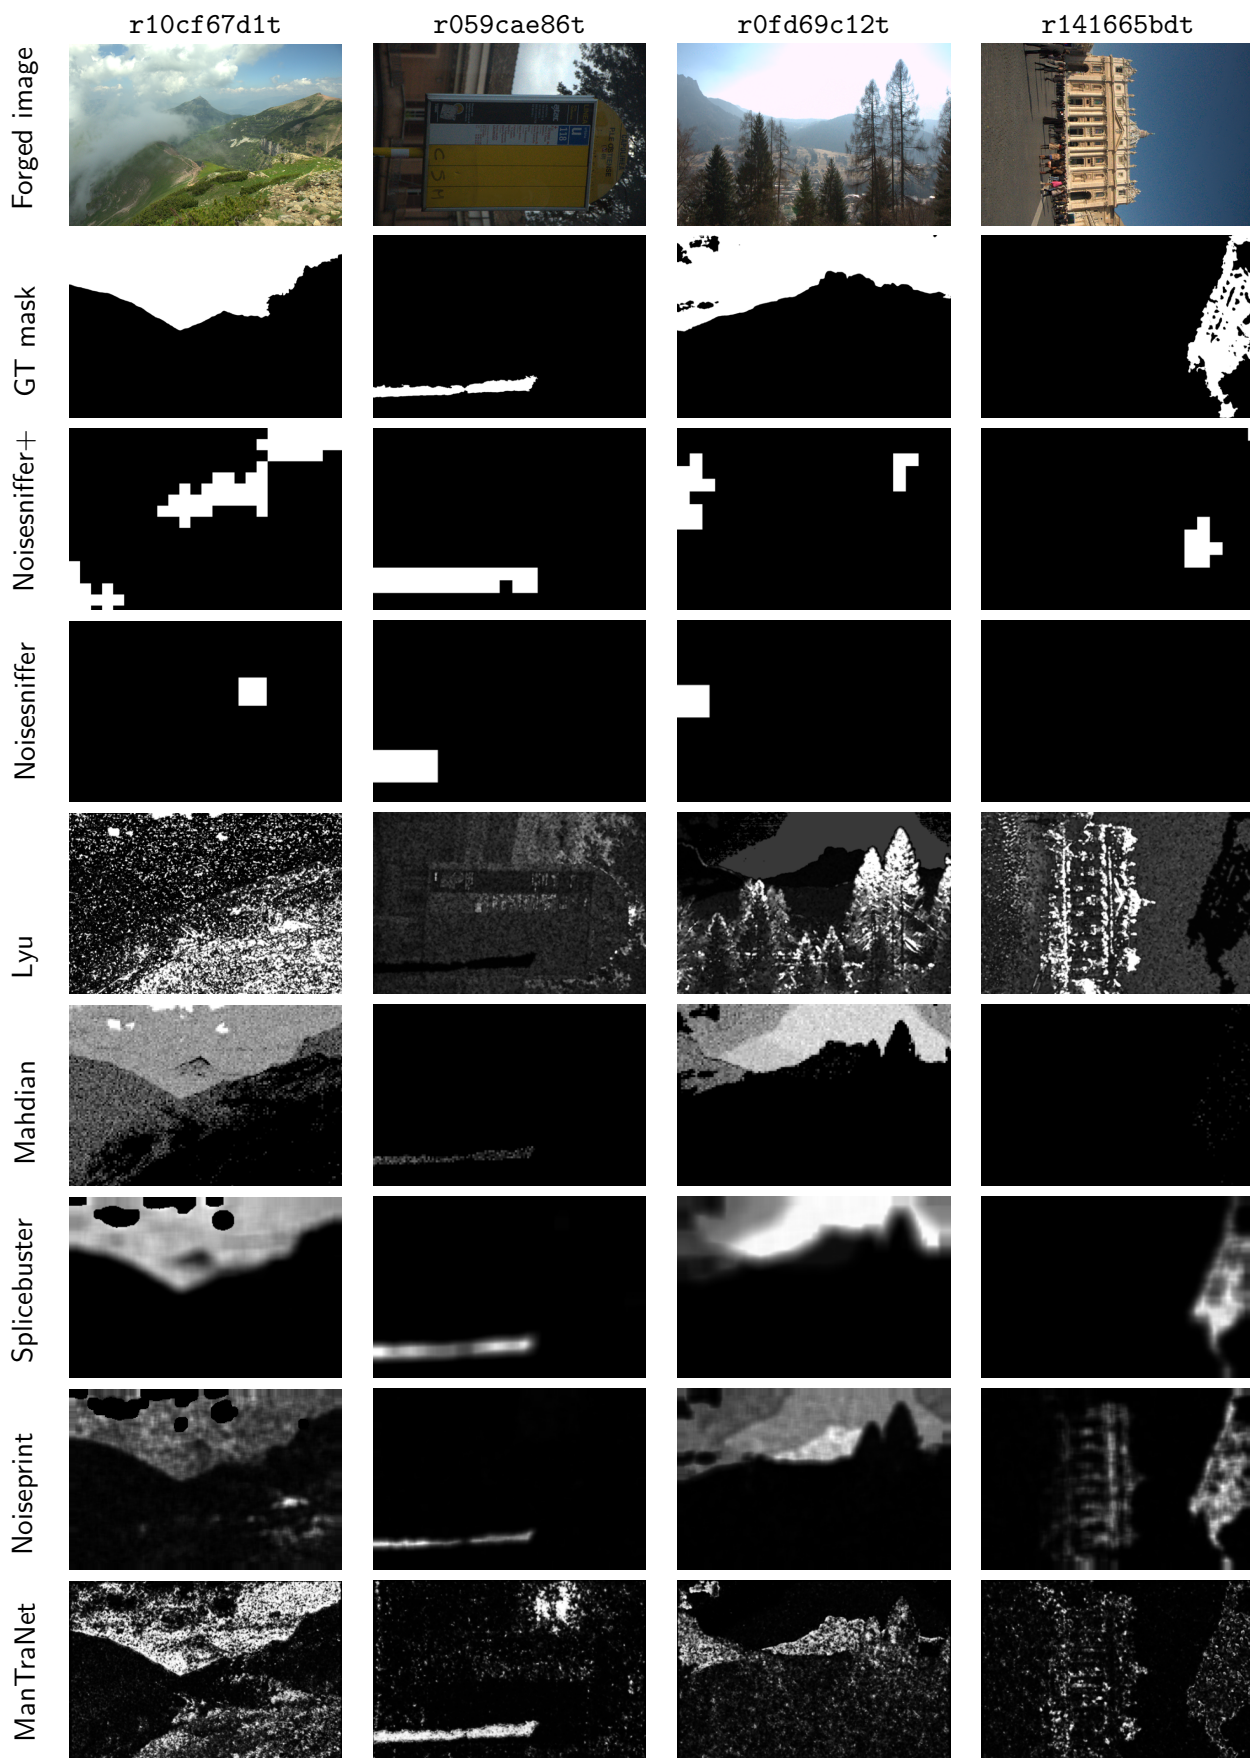 r10cf67d1t r059cae86t r0fd69c12t r141665bdt
Forged image
GT mask
Noisesniffer+
Noisesniffer
Lyu
Mahdian
Splicebuster
Noiseprint
ManTraNet